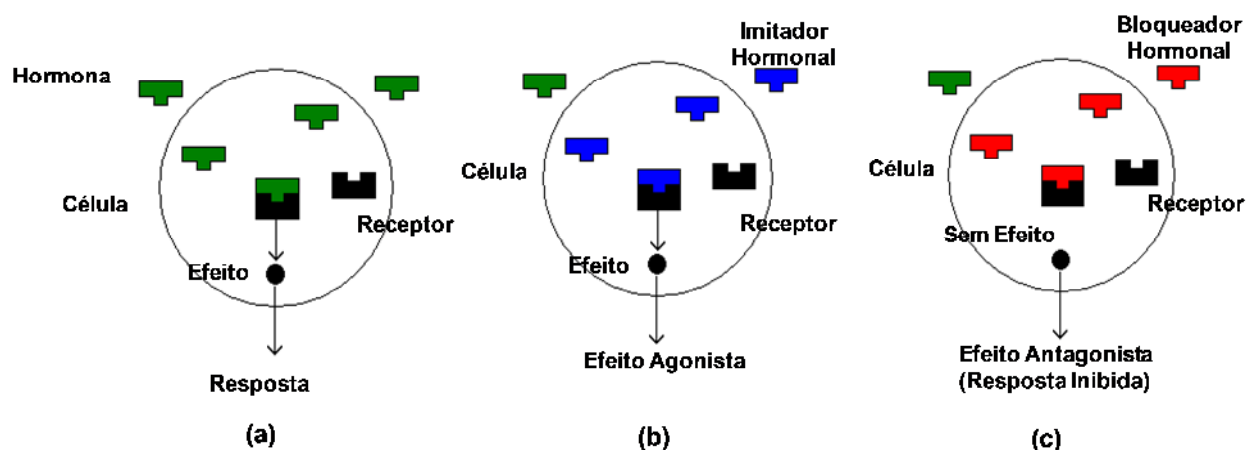 Hormona
Célula
Receptor
Efeito
Resposta
(a)
Imitador
Hormonal
Célula
Receptor
Efeito
Efeito Agonista
(b)
Bloqueador
Hormonal
Célula
Receptor
Sem Efeito
Efeito Antagonista
(Resposta Inibida)
(c)